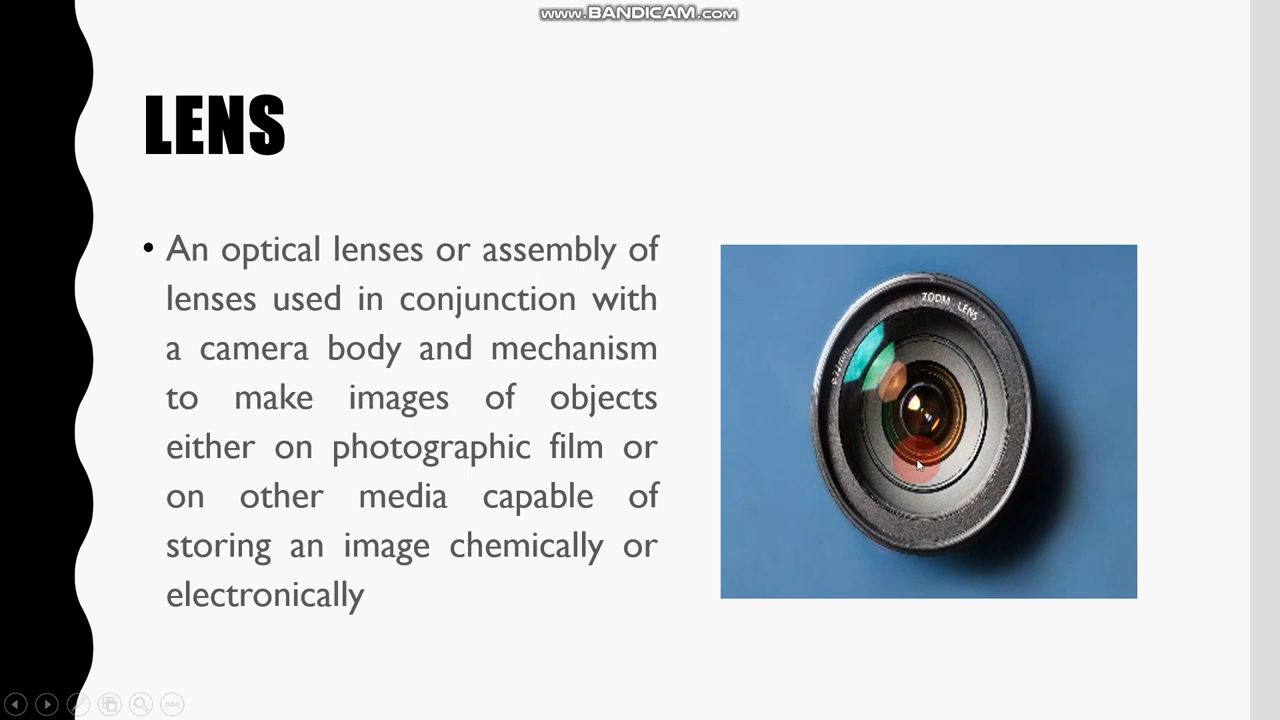 www.BANDICAM.com
LENS
• An optical lenses or assembly of
lenses used in conjunction with
a camera body and mechanism
to make images of objects
either on photographic film or
on other media capable of
storing an image chemically or
electronically
ZOOM LENS